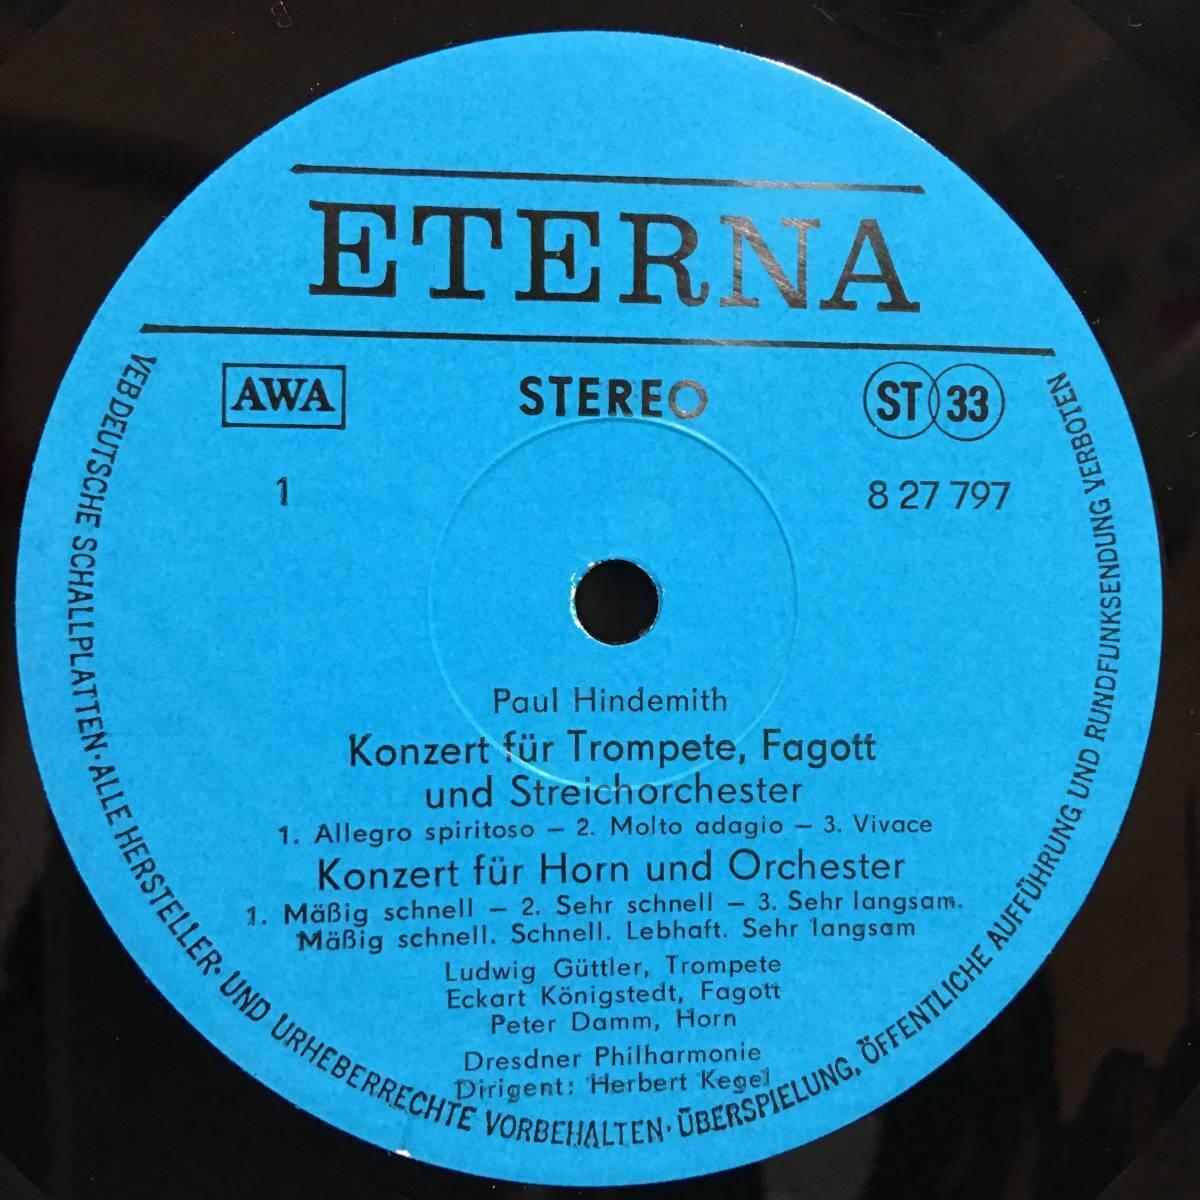 ETERNA
AWA
STEREO
ST 33
1
8 27 797
Paul Hindemith
Konzert für Trompete, Fagott
und Streichorchester
1. Allegro spiritoso – 2. Molto adagio – 3. Vivace
Konzert für Horn und Orchester
1. Mäßig schnell – 2. Sehr schnell – 3. Sehr langsam.
Mäßig schnell. Schnell. Lebhaft. Sehr langsam
Ludwig Güttler, Trompete
Eckart Königstedt, Fagott
Peter Damm, Horn
Dresdner Philharmonie
Dirigent: Herbert Kegel
VEB DEUTSCHE SCHALLPLATTEN · ALLE HERSTELLER- UND URHEBERRECHTE VORBEHALTEN · ÜBERSPIELUNG, ÖFFENTLICHE AUFFÜHRUNG UND RUNDFUNKSENDUNG VERBOTEN